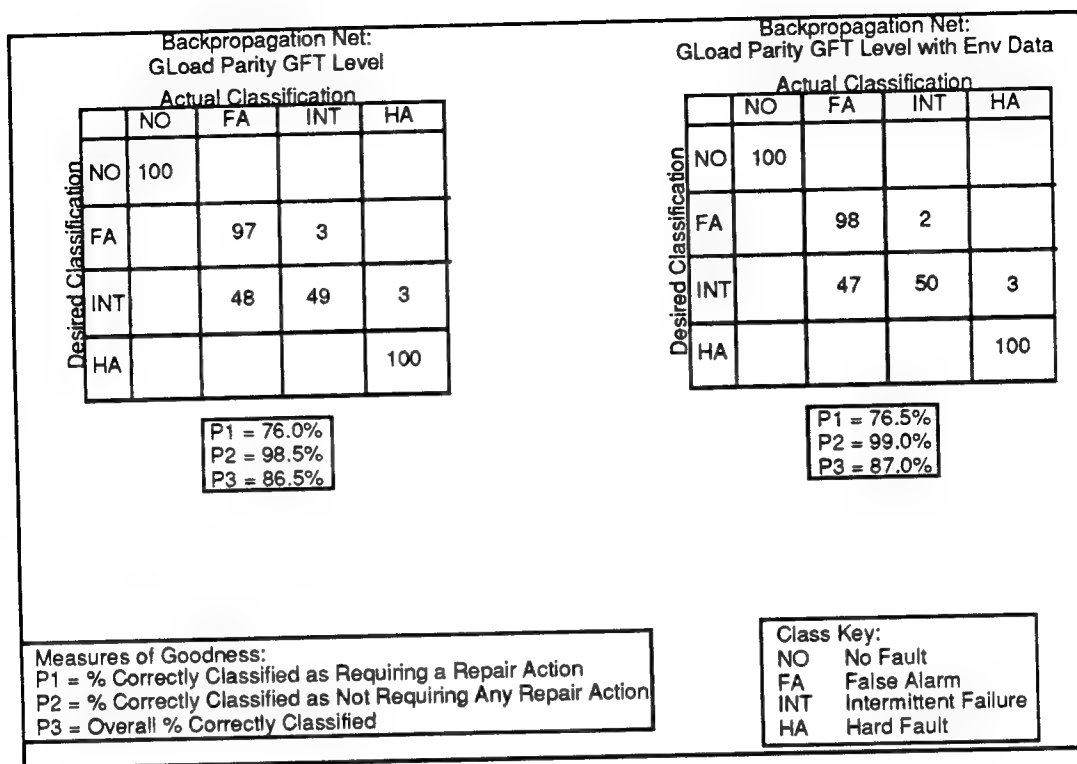 Backpropagation Net:
GLoad Parity GFT Level
Actual Classification
NO FA INT HA
Desired Classification
NO 100
FA 97 3
INT 48 49 3
HA 100
P1 = 76.0%
P2 = 98.5%
P3 = 86.5%
Backpropagation Net:
GLoad Parity GFT Level with Env Data
Actual Classification
NO FA INT HA
Desired Classification
NO 100
FA 98 2
INT 47 50 3
HA 100
P1 = 76.5%
P2 = 99.0%
P3 = 87.0%
Measures of Goodness:
P1 = % Correctly Classified as Requiring a Repair Action
P2 = % Correctly Classified as Not Requiring Any Repair Action
P3 = Overall % Correctly Classified
Class Key:
NO No Fault
FA False Alarm
INT Intermittent Failure
HA Hard Fault